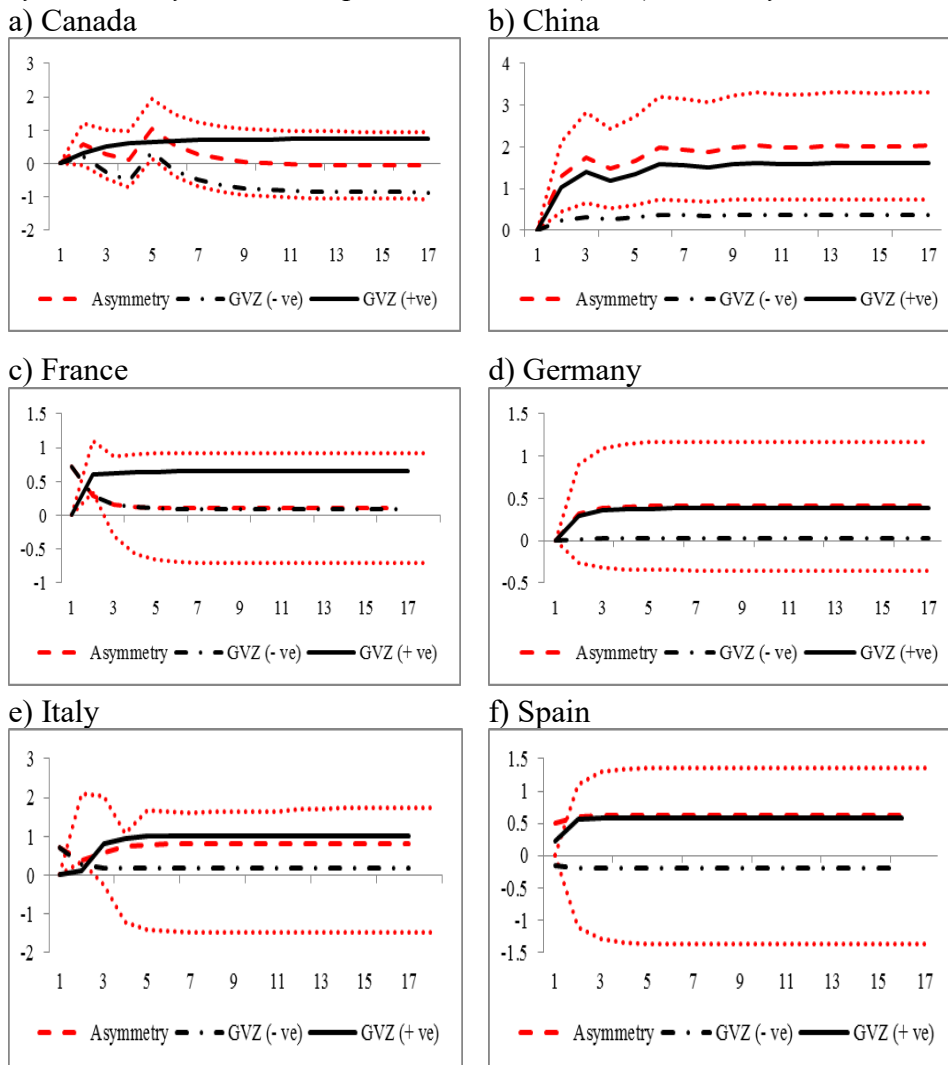 a) Canada
3
2
1
0
-1
-2
1 3 5 7 9 11 13 15 17
Asymmetry GVZ (- ve) GVZ (+ve)
b) China
4
3
2
1
0
1 3 5 7 9 11 13 15 17
Asymmetry GVZ (- ve) GVZ (+ve)
c) France
1.5
1
0.5
0
-0.5
-1
1 3 5 7 9 11 13 15 17
Asymmetry GVZ (- ve) GVZ (+ ve)
d) Germany
1.5
1
0.5
0
-0.5
1 3 5 7 9 11 13 15 17
Asymmetry GVZ (- ve) GVZ (+ve)
e) Italy
3
2
1
0
-1
-2
1 3 5 7 9 11 13 15 17
Asymmetry GVZ (- ve) GVZ (+ ve)
f) Spain
1.5
1
0.5
0
-0.5
-1
-1.5
1 3 5 7 9 11 13 15 17
Asymmetry GVZ (- ve) GVZ (+ ve)